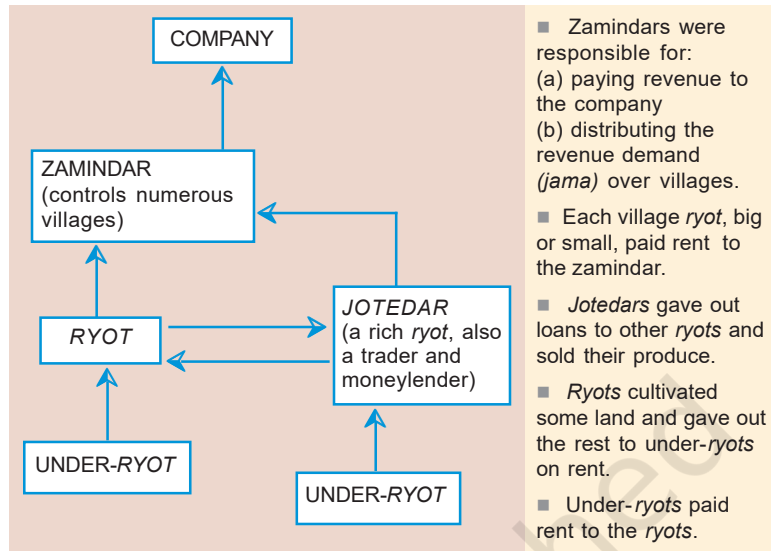 COMPANY
ZAMINDAR
(controls numerous
villages)
RYOT
JOTEDAR
(a rich ryot, also
a trader and
moneylender)
UNDER-RYOT
UNDER-RYOT
■ Zamindars were
responsible for:
(a) paying revenue to
the company
(b) distributing the
revenue demand
(jama) over villages.
■ Each village ryot, big
or small, paid rent to
the zamindar.
■ Jotedars gave out
loans to other ryots and
sold their produce.
■ Ryots cultivated
some land and gave out
the rest to under-ryots
on rent.
■ Under-ryots paid
rent to the ryots.